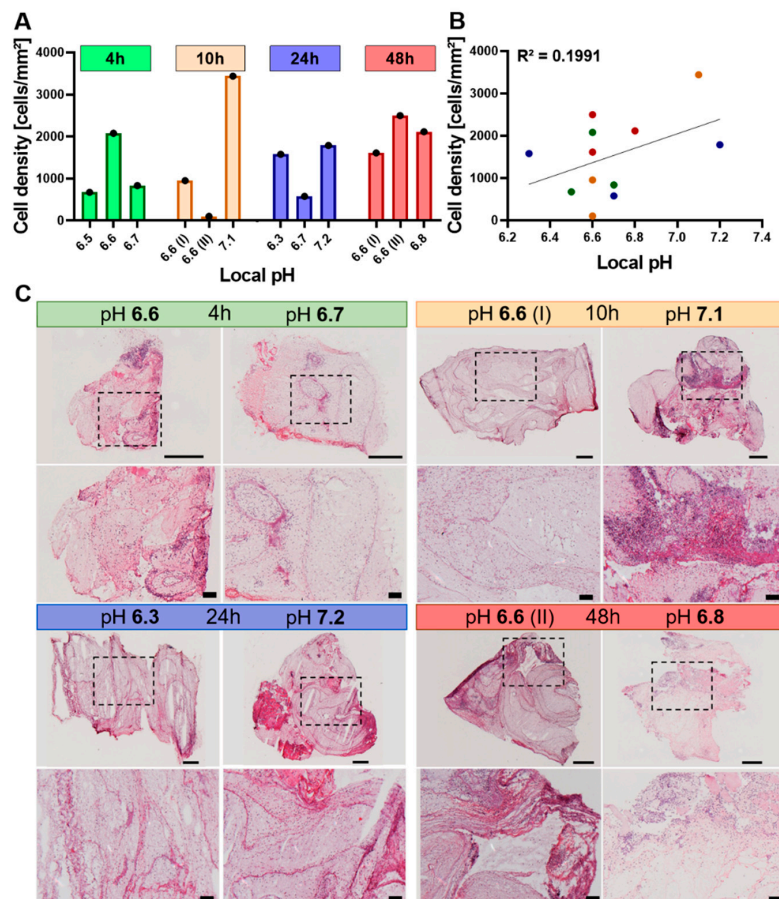 A
4h
10h
24h
48h
Cell density [cells/mm²]
4000
3000
2000
1000
0
6.5
6.6
6.7
6.6 (I)
6.6 (II)
7.1
6.3
6.7
7.2
6.6 (I)
6.6 (II)
6.8
Local pH
B
R² = 0.1991
Cell density [cells/mm²]
4000
3000
2000
1000
0
6.2 6.4 6.6 6.8 7.0 7.2 7.4
Local pH
C
pH 6.6 4h pH 6.7
pH 6.6 (I) 10h pH 7.1
pH 6.3 24h pH 7.2
pH 6.6 (II) 48h pH 6.8